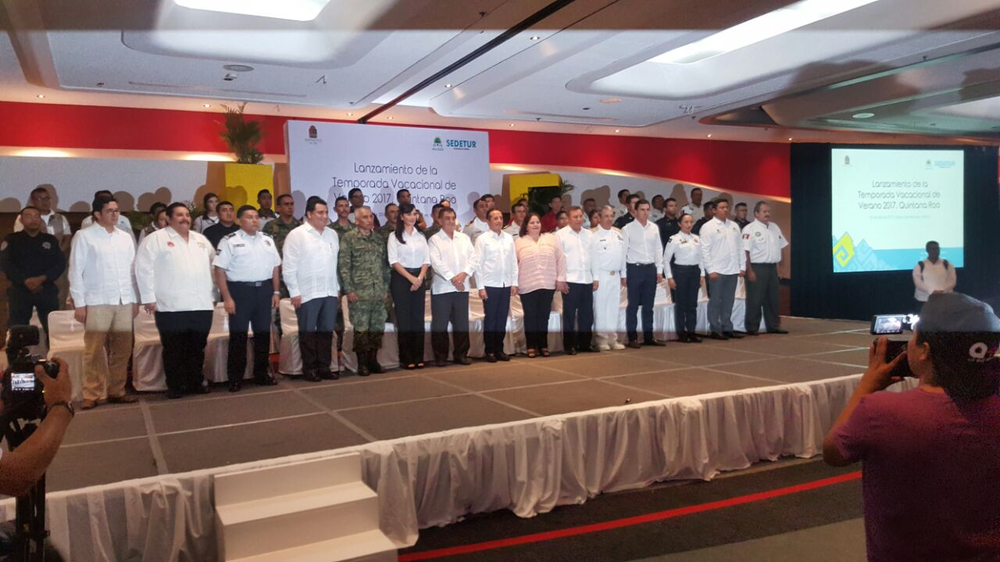 SEDETUR
Lanzamiento de la
Temporada Vacacional de
Verano 2017. Quintana Roo
SEDETUR
Lanzamiento de la
Temporada Vacacional de
Verano 2017. Quintana Roo